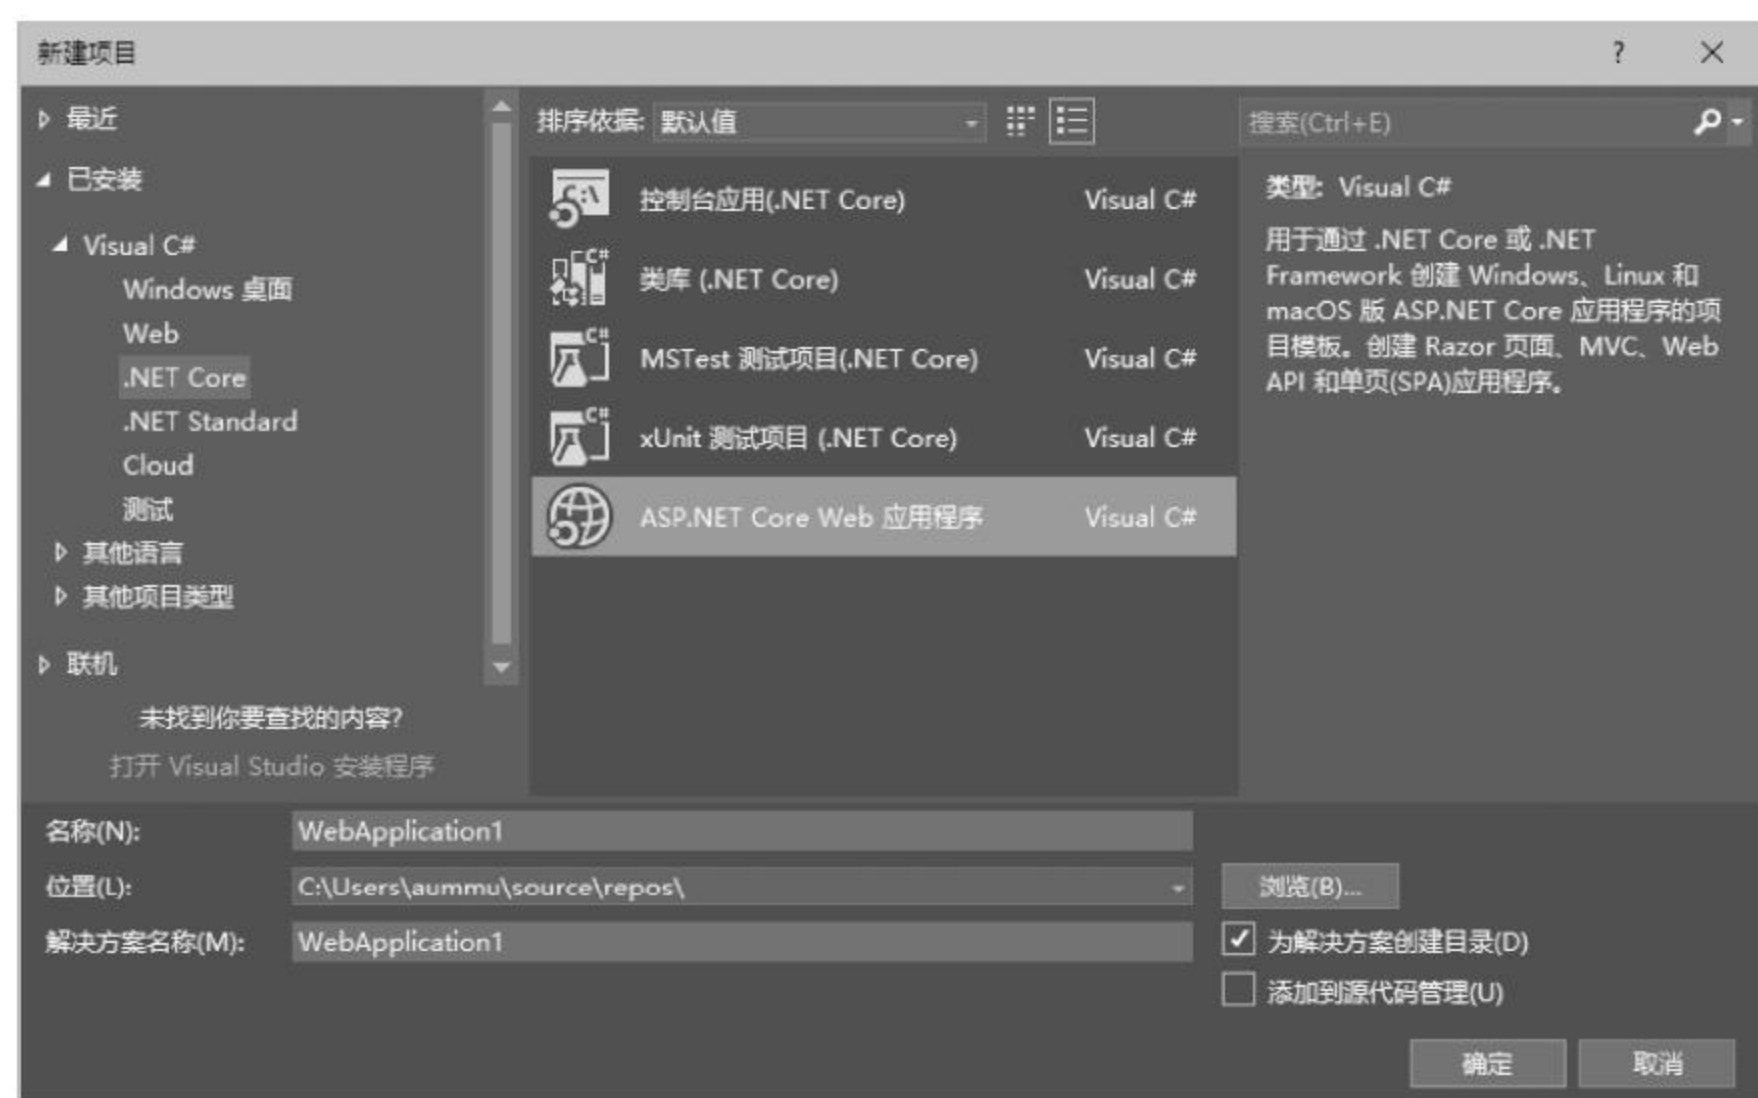 新建项目
?
最近
已安装
Visual C#
Windows 桌面
Web
.NET Core
.NET Standard
Cloud
测试
其他语言
其他项目类型
联机
未找到你要查找的内容?
打开 Visual Studio 安装程序
排序依据: 默认值
C:\
控制台应用(.NET Core) Visual C#
C#
类库 (.NET Core) Visual C#
C#
MSTest 测试项目(.NET Core) Visual C#
C#
xUnit 测试项目 (.NET Core) Visual C#
ASP.NET Core Web 应用程序 Visual C#
搜索(Ctrl+E)
类型: Visual C#
用于通过 .NET Core 或 .NET
Framework 创建 Windows、Linux 和
macOS 版 ASP.NET Core 应用程序的项
目模板。创建 Razor 页面、MVC、Web
API 和单页(SPA)应用程序。
名称(N): WebApplication1
位置(L): C:\Users\aummu\source\repos\
浏览(B)...
解决方案名称(M): WebApplication1
为解决方案创建目录(D)
添加到源代码管理(U)
确定
取消